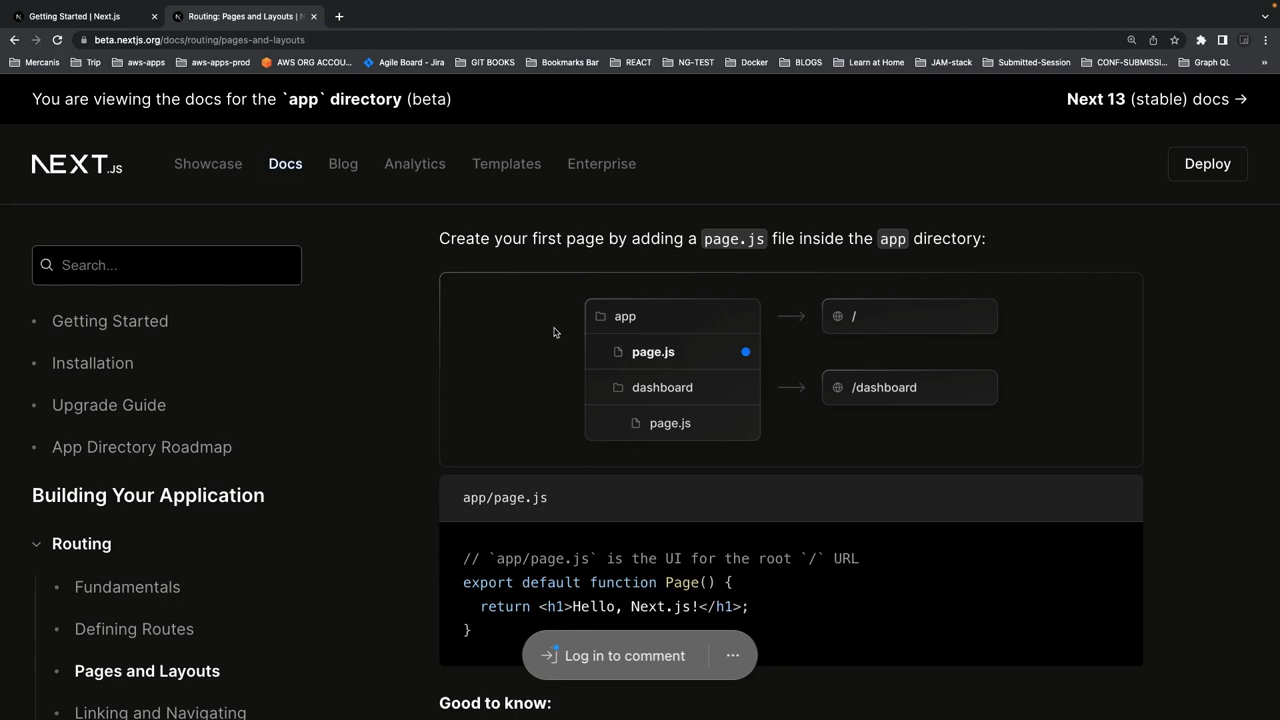 Getting Started | Next.js
Routing: Pages and Layouts | N
beta.nextjs.org/docs/routing/pages-and-layouts
Mercanis
Trip
aws-apps
aws-apps-prod
AWS ORG ACCOU...
Agile Board - Jira
GIT BOOKS
Bookmarks Bar
REACT
NG-TEST
Docker
BLOGS
Learn at Home
JAM-stack
Submitted-Session
CONF-SUBMISSI...
Graph QL
»
You are viewing the docs for the `app` directory (beta)
Next 13 (stable) docs →
NEXT.JS
Showcase
Docs
Blog
Analytics
Templates
Enterprise
Deploy
Search...
Getting Started
Installation
Upgrade Guide
App Directory Roadmap
Building Your Application
Routing
Fundamentals
Defining Routes
Pages and Layouts
Linking and Navigating
Create your first page by adding a page.js file inside the app directory:
app
/
page.js
dashboard
/dashboard
page.js
app/page.js
// `app/page.js` is the UI for the root `/` URL
export default function Page() {
return <h1>Hello, Next.js!</h1>;
}
Log in to comment
Good to know: